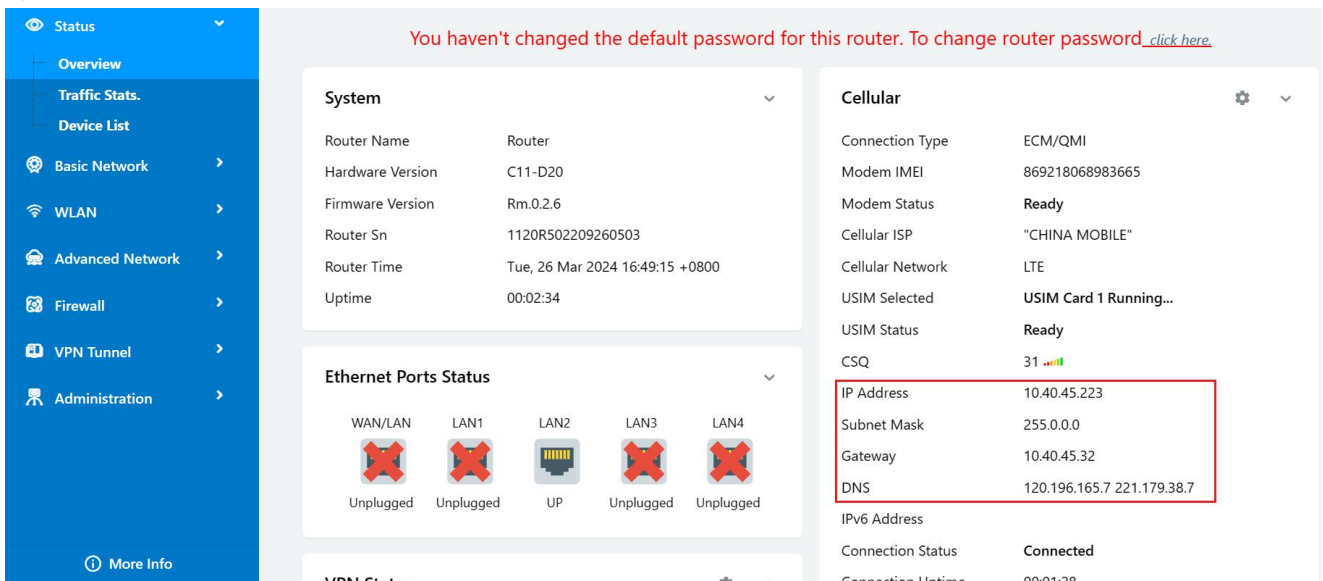 Status
Overview
Traffic Stats.
Device List
Basic Network
WLAN
Advanced Network
Firewall
VPN Tunnel
Administration
More Info
You haven't changed the default password for this router. To change router password click here.
System
Router Name Router
Hardware Version C11-D20
Firmware Version Rm.0.2.6
Router Sn 1120R502209260503
Router Time Tue, 26 Mar 2024 16:49:15 +0800
Uptime 00:02:34
Ethernet Ports Status
WAN/LAN LAN1 LAN2 LAN3 LAN4
Unplugged Unplugged UP Unplugged Unplugged
Cellular
Connection Type ECM/QMI
Modem IMEI 869218068983665
Modem Status Ready
Cellular ISP "CHINA MOBILE"
Cellular Network LTE
USIM Selected USIM Card 1 Running...
USIM Status Ready
CSQ 31
IP Address 10.40.45.223
Subnet Mask 255.0.0.0
Gateway 10.40.45.32
DNS 120.196.165.7 221.179.38.7
IPv6 Address
Connection Status Connected